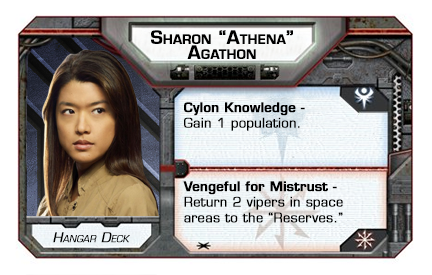 SHARON "ATHENA"
AGATHON
Cylon Knowledge -
Gain 1 population.
Vengeful for Mistrust -
Return 2 vipers in space
areas to the "Reserves."
HANGAR DECK